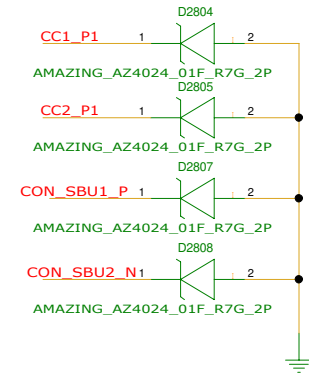 D2804
CC1_P1 1 2
AMAZING_AZ4024_01F_R7G_2P
D2805
CC2_P1 1 2
AMAZING_AZ4024_01F_R7G_2P
D2807
CON_SBU1_P 1 2
AMAZING_AZ4024_01F_R7G_2P
D2808
CON_SBU2_N 1 2
AMAZING_AZ4024_01F_R7G_2P